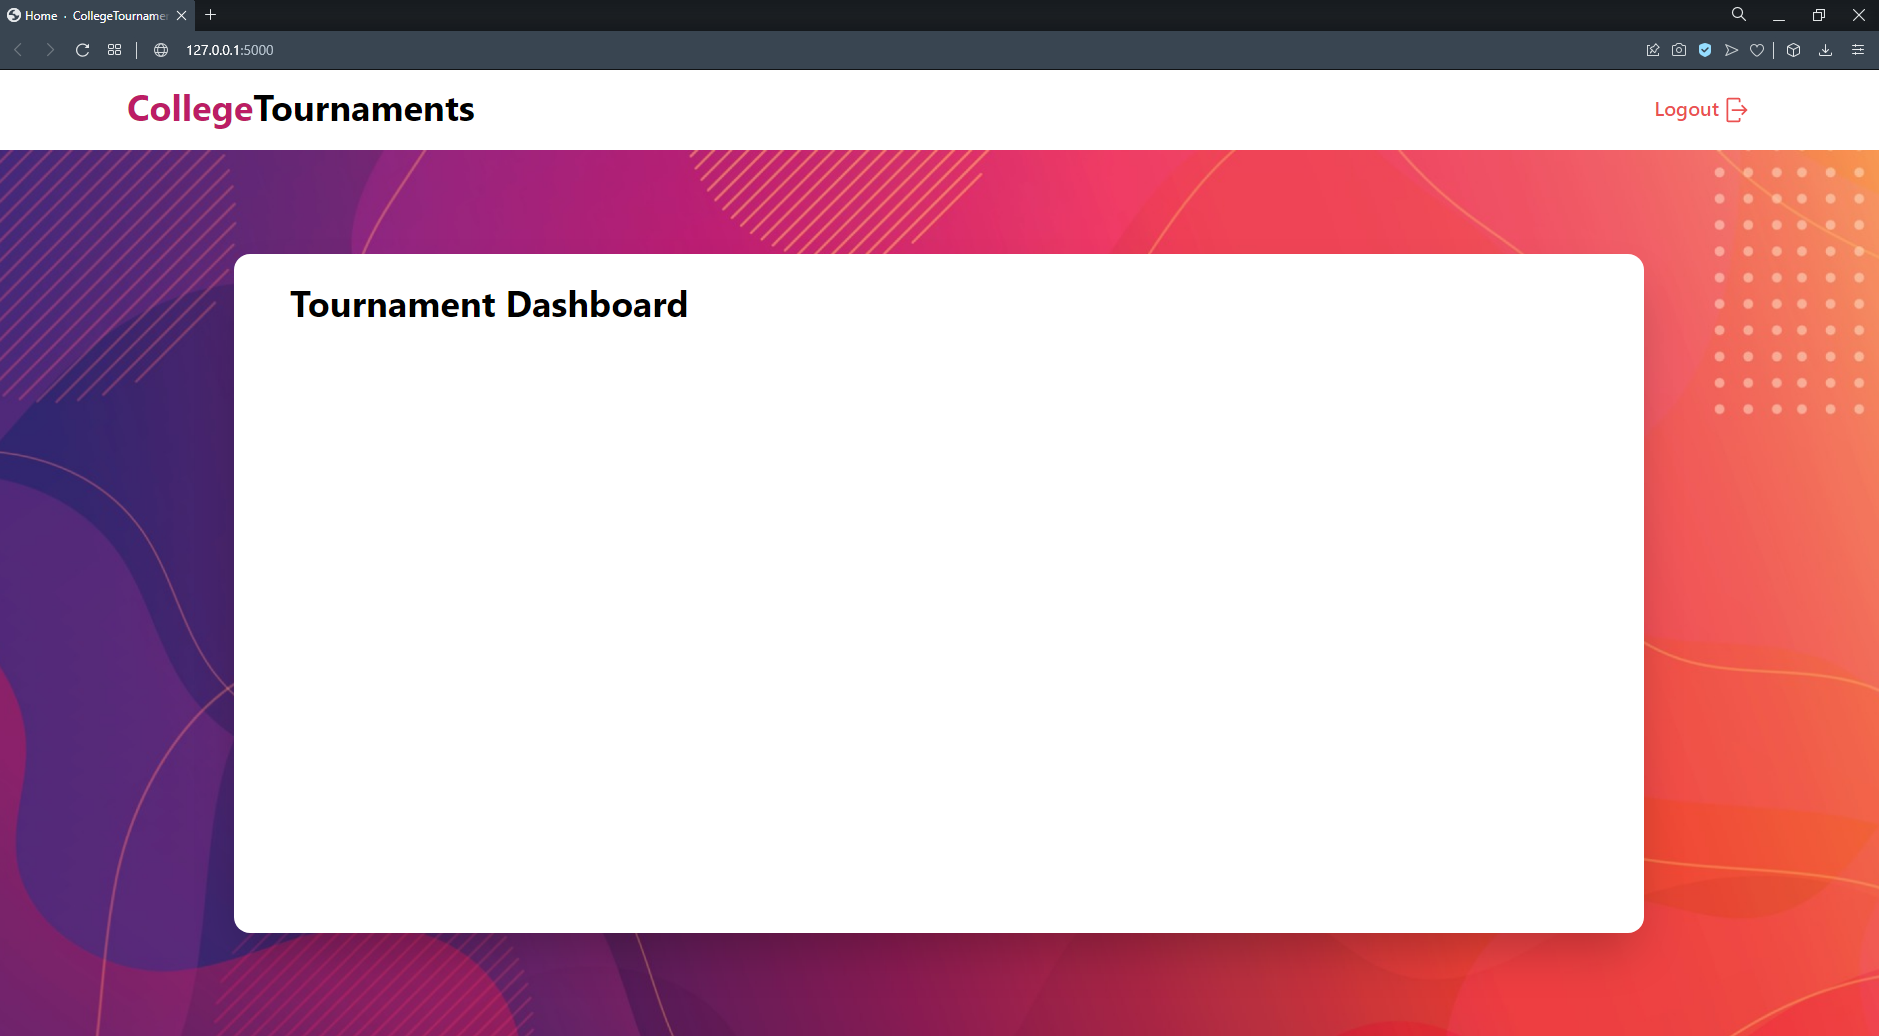 Home · CollegeTourname
127.0.0.1:5000
CollegeTournaments
Logout
Tournament Dashboard